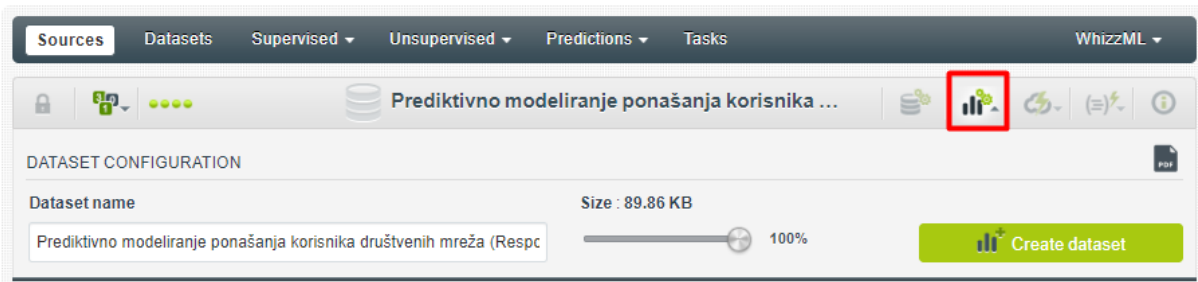 Sources Datasets Supervised Unsupervised Predictions Tasks WhizzML
Prediktivno modeliranje ponašanja korisnika ...
DATASET CONFIGURATION
PDF
Dataset name Size : 89.86 KB
Prediktivno modeliranje ponašanja korisnika društvenih mreža (Respo 100% Create dataset